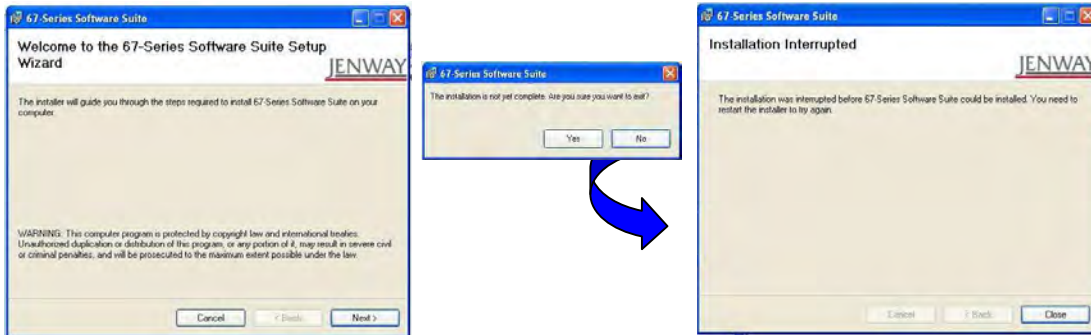 67-Series Software Suite
Welcome to the 67-Series Software Suite Setup
Wizard
JENWAY
The installer will guide you through the steps required to install 67-Series Software Suite on your
computer.
WARNING: This computer program is protected by copyright law and international treaties.
Unauthorized duplication or distribution of this program, or any portion of it, may result in severe civil
or criminal penalties, and will be prosecuted to the maximum extent possible under the law.
Cancel
< Back
Next >
67-Series Software Suite
The installation is not yet complete. Are you sure you want to exit?
Yes
No
67-Series Software Suite
Installation Interrupted
JENWAY
The installation was interrupted before 67-Series Software Suite could be installed. You need to
restart the installer to try again.
Cancel
< Back
Close